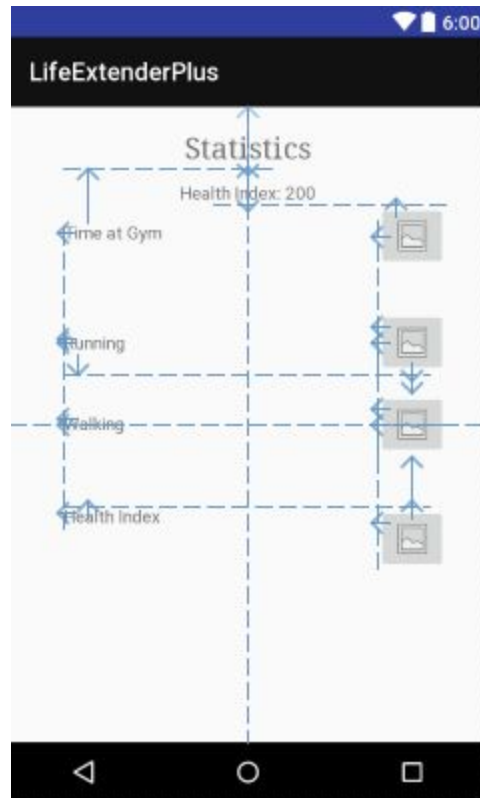 6:00
LifeExtenderPlus
Statistics
Health Index: 200
Time at Gym
Running
Walking
Health Index